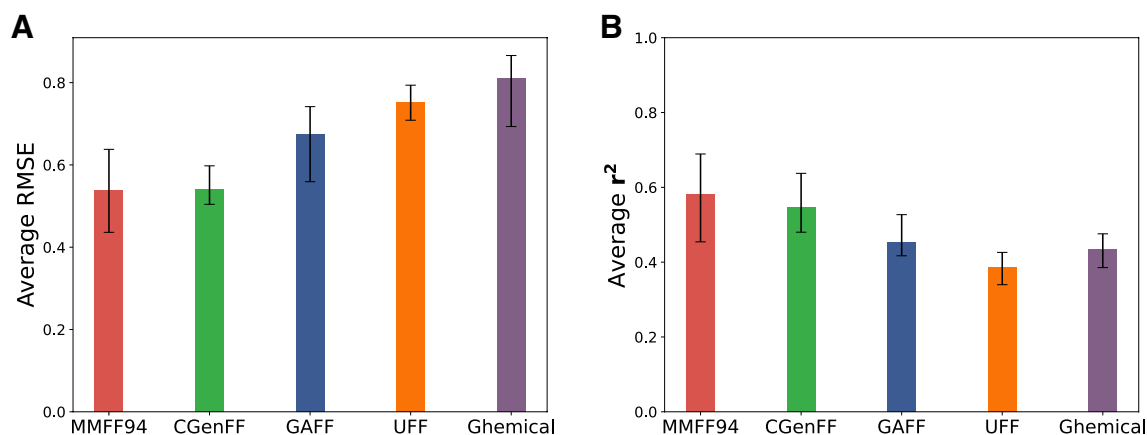 A
Average RMSE
0.8
0.6
0.4
0.2
0.0
MMFF94 CGenFF GAFF UFF Ghemical
B
Average r²
1.0
0.8
0.6
0.4
0.2
0.0
MMFF94 CGenFF GAFF UFF Ghemical